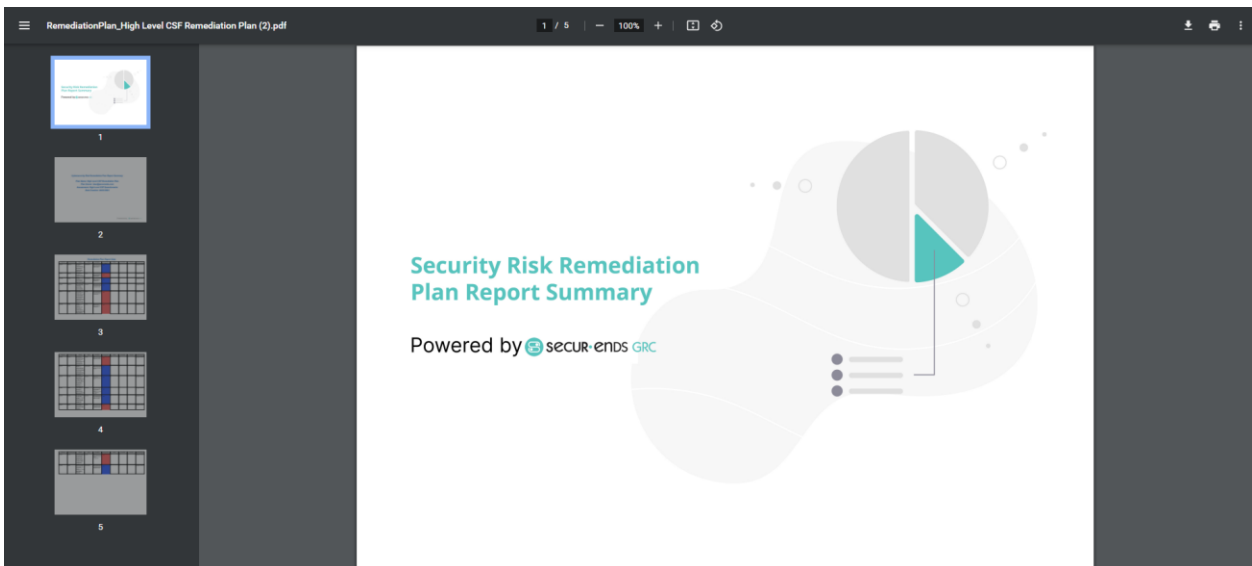 RemediationPlan_High Level CSF Remediation Plan (2).pdf
1 / 5
100%
1
2
3
4
5
Security Risk Remediation
Plan Report Summary
Powered by SECUR·ENDS GRC